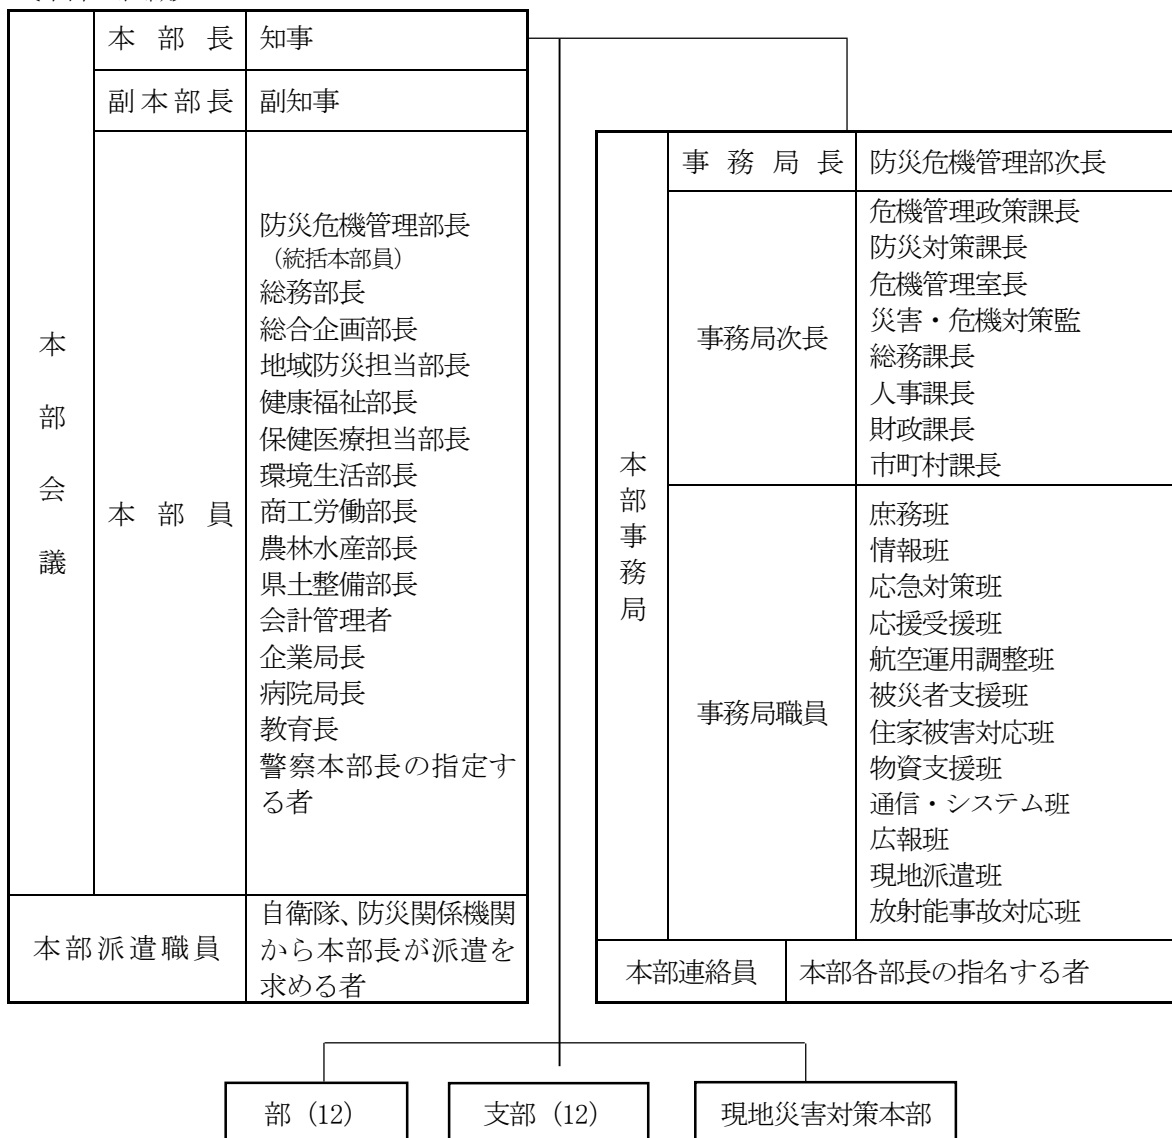 本部会議
本部長 知事
副本部長 副知事
本部員
防災危機管理部長
（統括本部員）
総務部長
総合企画部長
地域防災担当部長
健康福祉部長
保健医療担当部長
環境生活部長
商工労働部長
農林水産部長
県土整備部長
会計管理者
企業局長
病院局長
教育長
警察本部長の指定す
る者
本部派遣職員
自衛隊、防災関係機関
から本部長が派遣を
求める者
本部事務局
事務局長 防災危機管理部次長
事務局次長
危機管理政策課長
防災対策課長
危機管理室長
災害・危機対策監
総務課長
人事課長
財政課長
市町村課長
事務局職員
庶務班
情報班
応急対策班
応援受援班
航空運用調整班
被災者支援班
住家被害対応班
物資支援班
通信・システム班
広報班
現地派遣班
放射能事故対応班
本部連絡員 本部各部長の指名する者
部（12）
支部（12）
現地災害対策本部